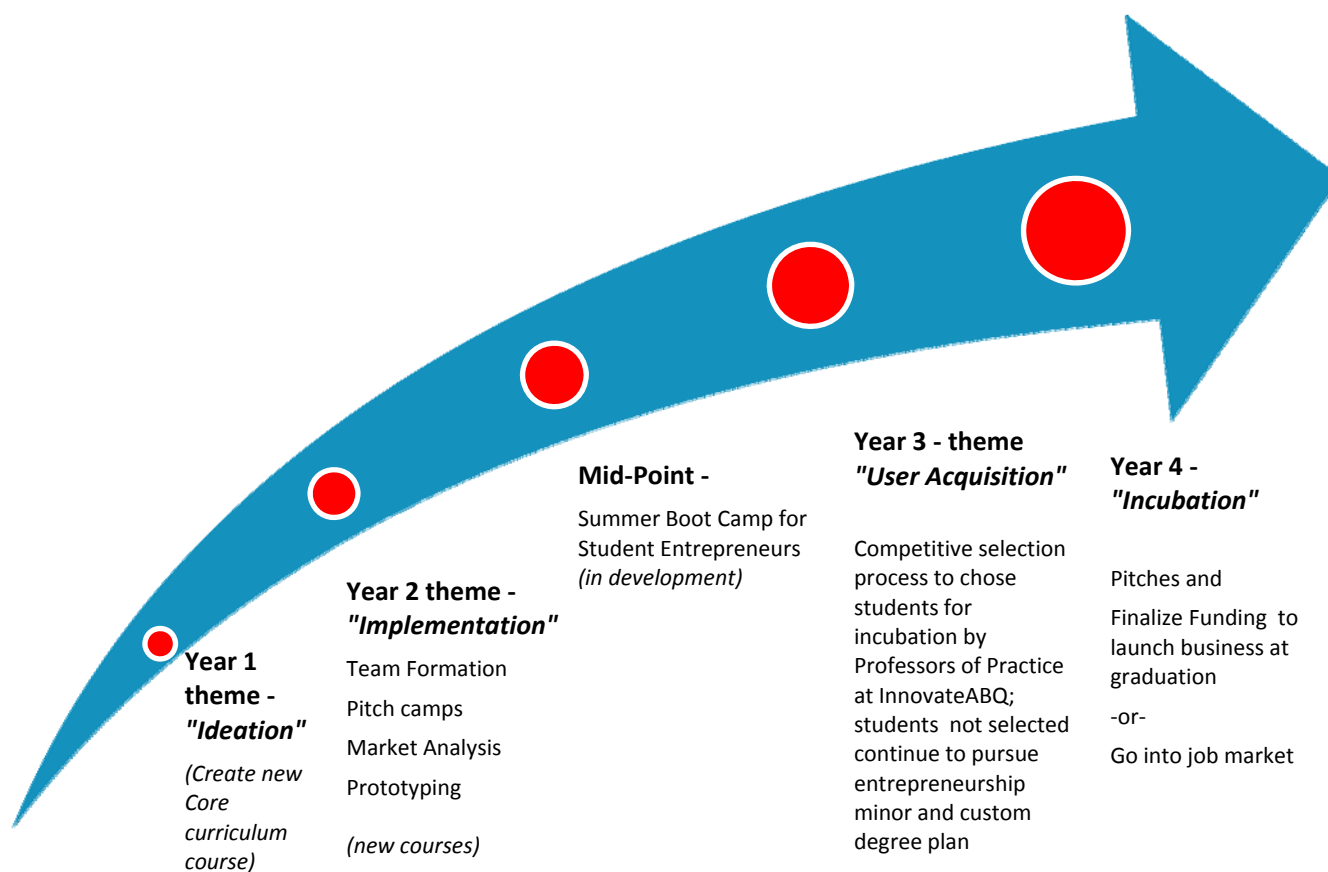 Year 1
theme -
"Ideation"
(Create new
Core
curriculum
course)
Year 2 theme -
"Implementation"
Team Formation
Pitch camps
Market Analysis
Prototyping
(new courses)
Mid-Point -
Summer Boot Camp for
Student Entrepreneurs
(in development)
Year 3 - theme
"User Acquisition"
Competitive selection
process to chose
students for
incubation by
Professors of Practice
at InnovateABQ;
students  not selected
continue to pursue
entrepreneurship
minor and custom
degree plan
Year 4 -
"Incubation"
Pitches and
Finalize Funding  to
launch business at
graduation
-or-
Go into job market